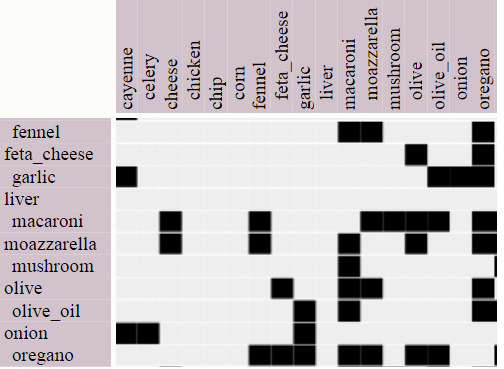 cayenne
celery
cheese
chicken
chip
corn
fennel
feta_cheese
garlic
liver
macaroni
moazzarella
mushroom
olive
olive_oil
onion
oregano
fennel
feta_cheese
garlic
liver
macaroni
moazzarella
mushroom
olive
olive_oil
onion
oregano